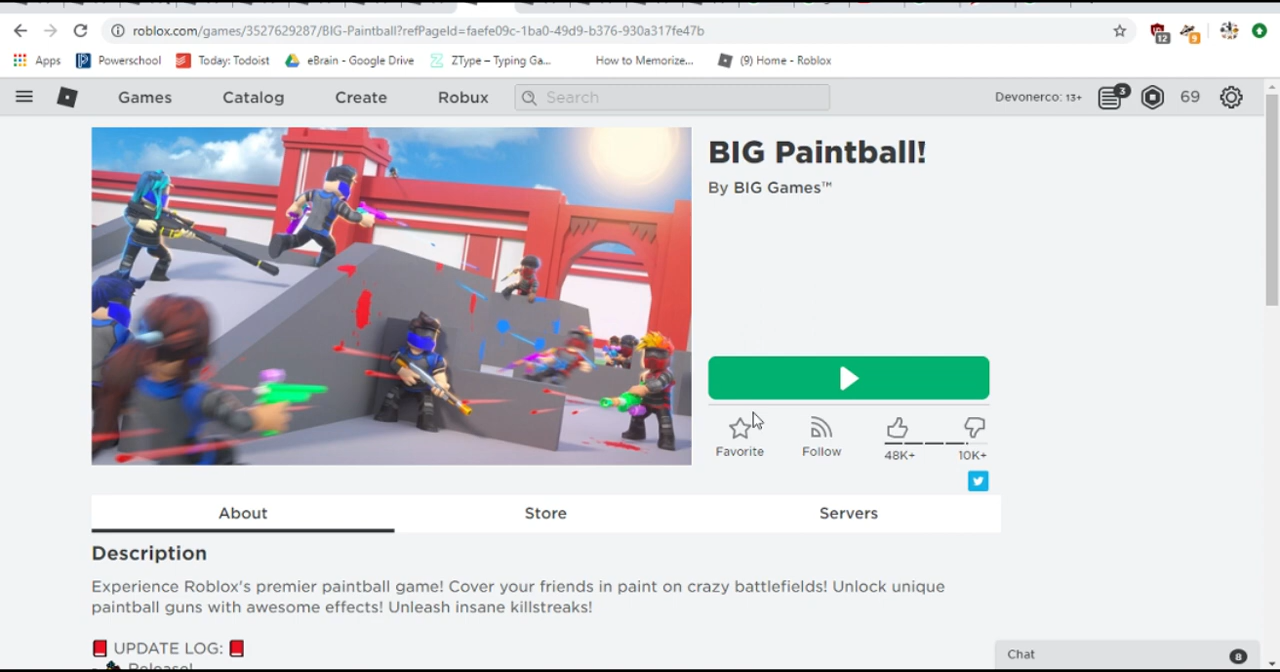 roblox.com/games/3527629287/BIG-Paintball?refPageId=faefe09c-1ba0-49d9-b376-930a317fe47b
12
9
Apps Powerschool Today: Todoist eBrain - Google Drive ZType – Typing Ga... How to Memorize... (9) Home - Roblox
Games Catalog Create Robux Search Devonerco: 13+ 3 69
BIG Paintball!
By BIG Games™
Favorite Follow 48K+ 10K+
About Store Servers
Description
Experience Roblox's premier paintball game! Cover your friends in paint on crazy battlefields! Unlock unique
paintball guns with awesome effects! Unleash insane killstreaks!
UPDATE LOG:
- Release!
Chat 8